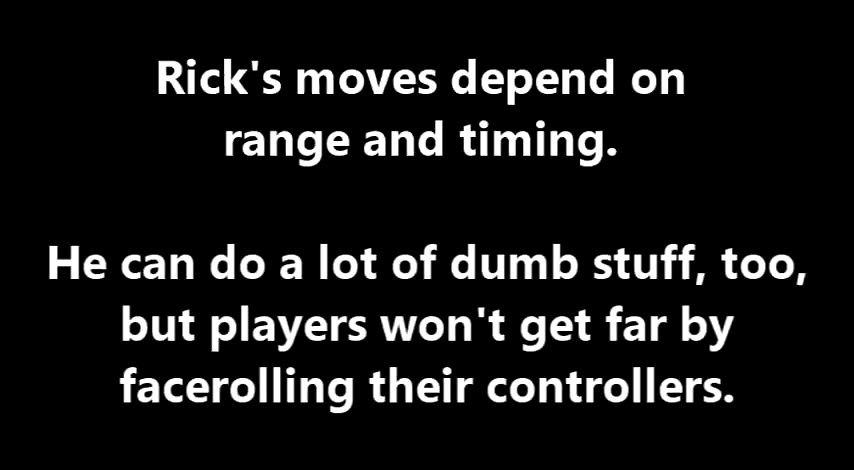 Rick's moves depend on
range and timing.
He can do a lot of dumb stuff, too,
but players won't get far by
facerolling their controllers.